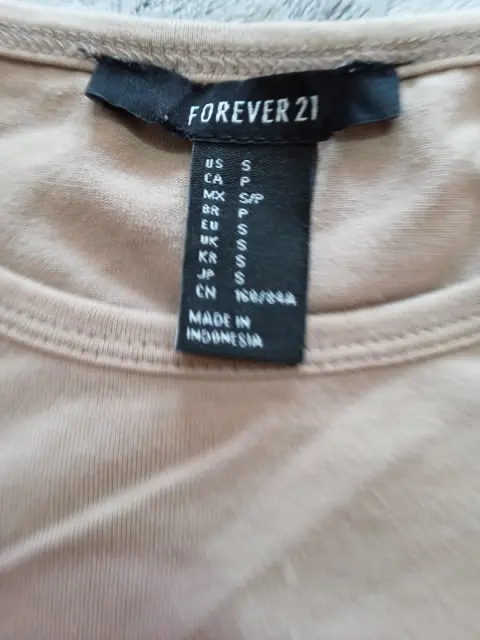 FOREVER 21
US S
CA P
MX S/P
BR P
EU S
UK S
KR S
JP S
CN 160/84A
MADE IN
INDONESIA